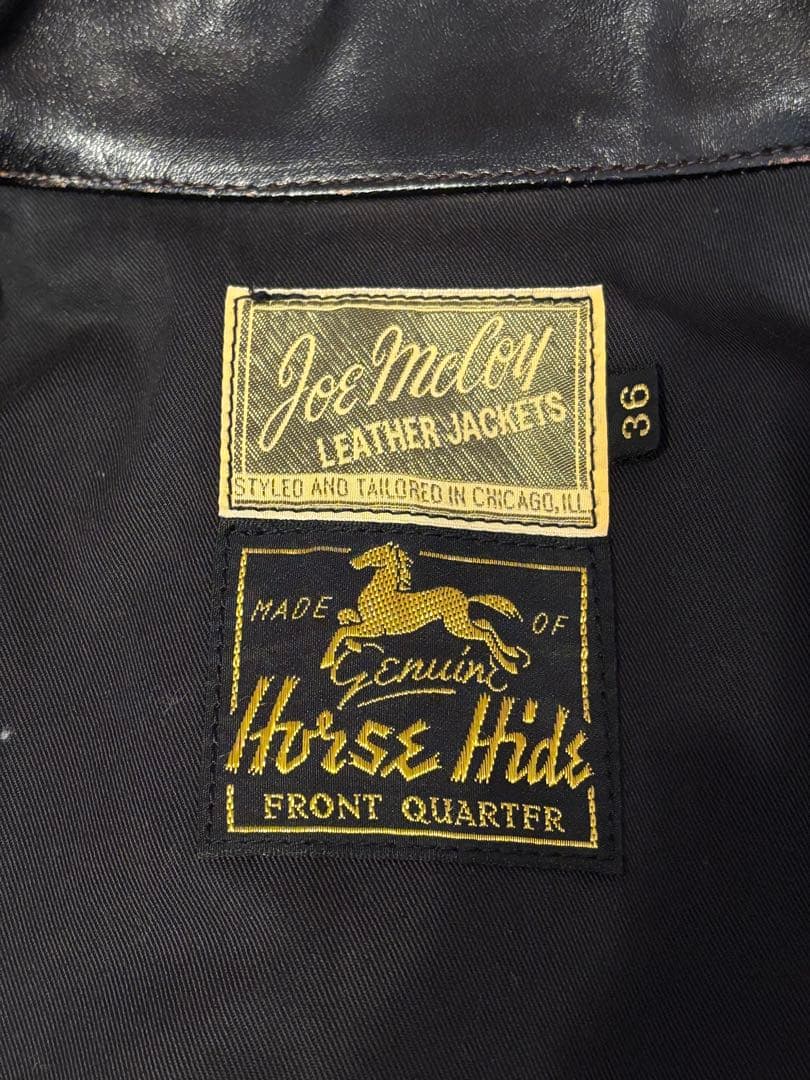 Joe McCoy
LEATHER JACKETS
STYLED AND TAILORED IN CHICAGO, ILL.
36
MADE OF
Genuine
Horse Hide
FRONT QUARTER